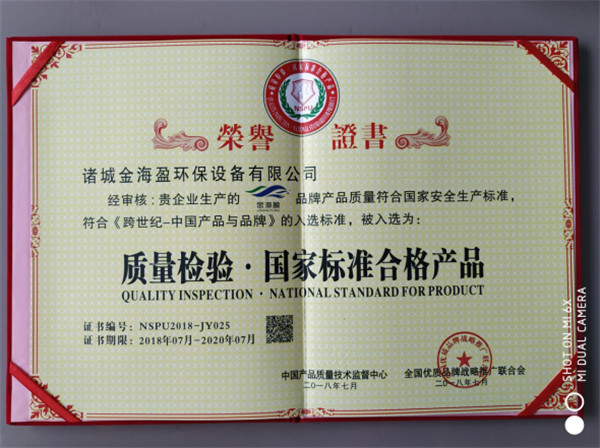 NSPU
榮譽證書
诸城金海盈环保设备有限公司
经审核：贵企业生产的 金海盈 品牌产品质量符合国家安全生产标准，
符合《跨世纪-中国产品与品牌》的入选标准，被入选为：
质量检验·国家标准合格产品
QUALITY INSPECTION · NATIONAL STANDARD FOR PRODUCT
证书编号：NSPU2018-JY025
证书期限：2018年07月-2020年07月
中国产品质量技术监督中心 全国优质品牌战略推广联合会
二〇一八年七月 二〇一八年七月
SHOT ON MI 6X
MI DUAL CAMERA